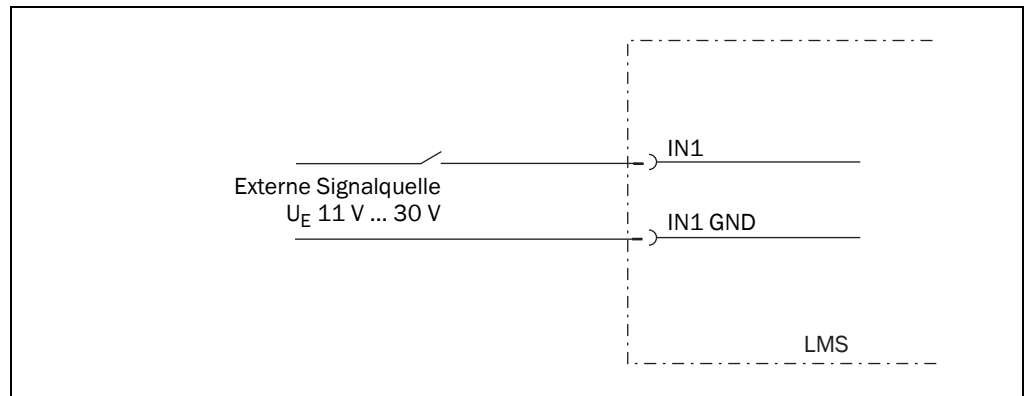 IN1
Externe Signalquelle
U_E 11 V ... 30 V
IN1 GND
LMS